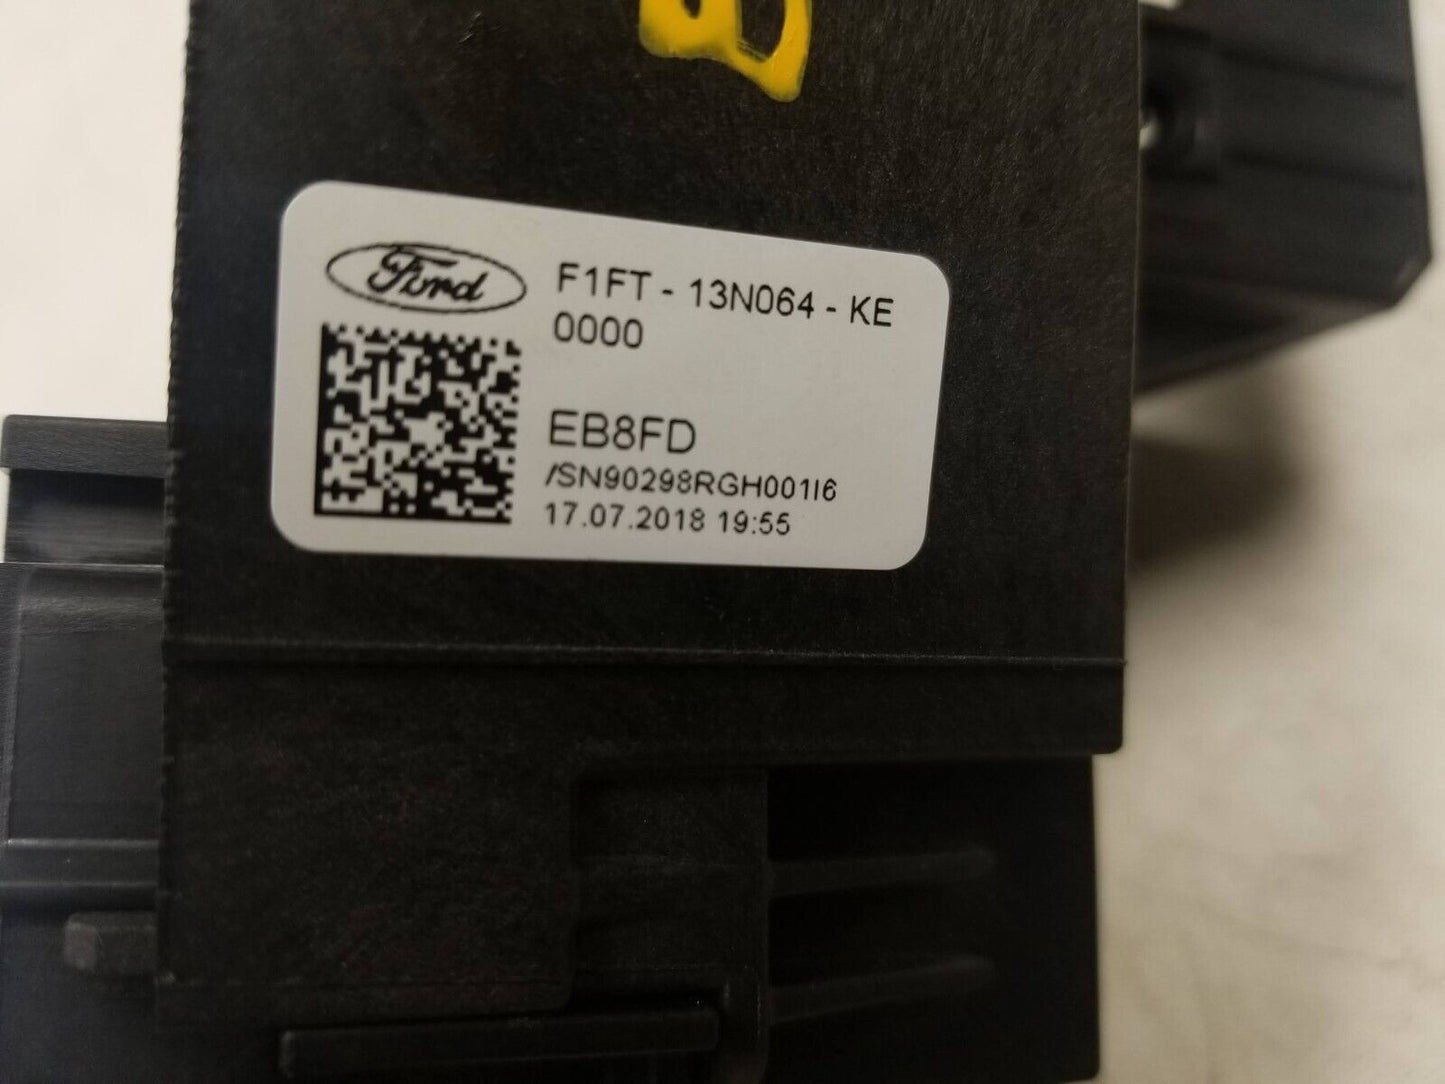 Ford
F1FT - 13N064 - KE
0000
EB8FD
/SN90298RGH001I6
17.07.2018 19:55